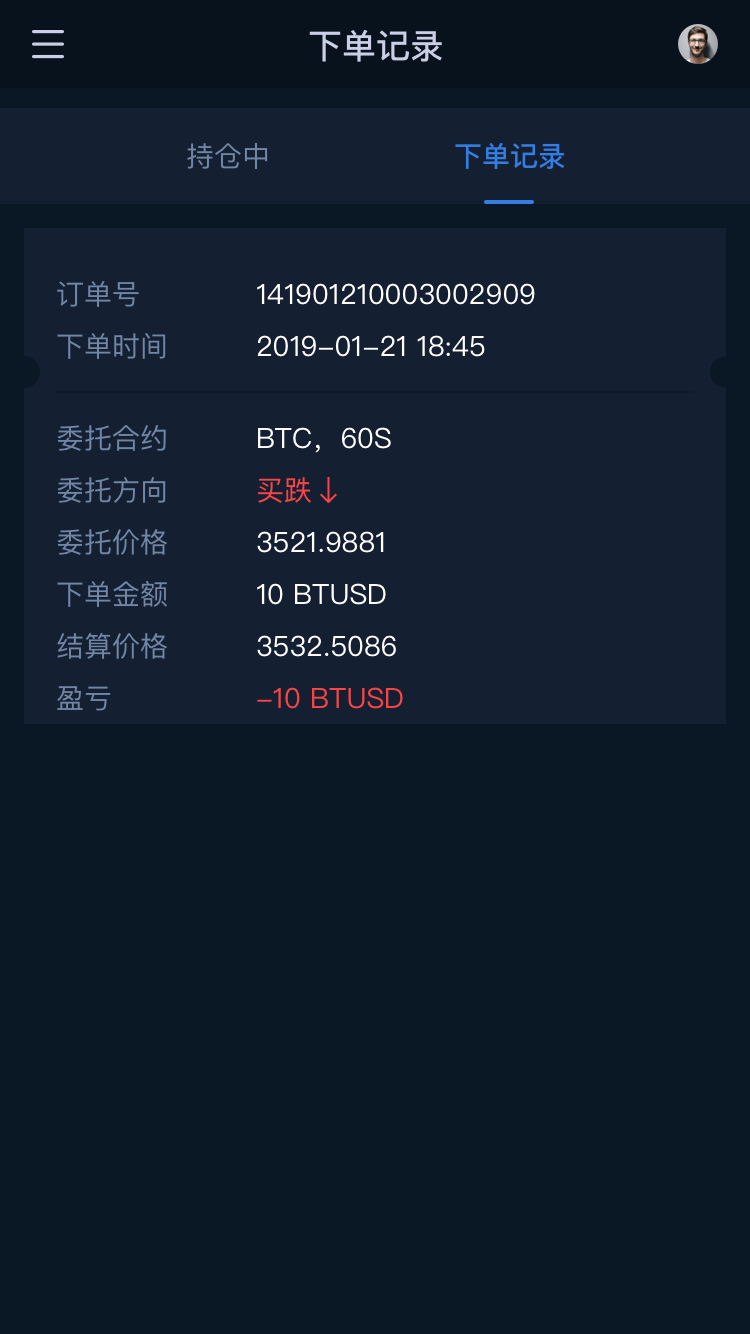 下单记录
持仓中 下单记录
订单号 141901210003002909
下单时间 2019-01-21 18:45
委托合约 BTC，60S
委托方向 买跌↓
委托价格 3521.9881
下单金额 10 BTUSD
结算价格 3532.5086
盈亏 -10 BTUSD